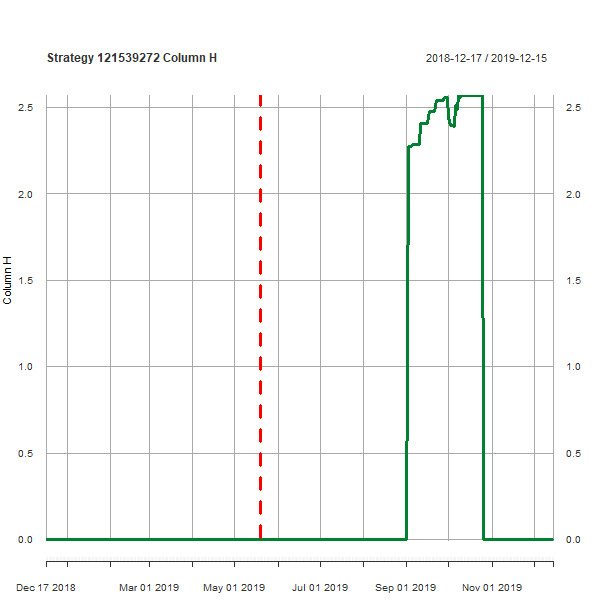 Strategy 121539272 Column H
2018-12-17 / 2019-12-15
Column H
2.5
2.5
2.0
2.0
1.5
1.5
1.0
1.0
0.5
0.5
0.0
0.0
Dec 17 2018
Mar 01 2019
May 01 2019
Jul 01 2019
Sep 01 2019
Nov 01 2019